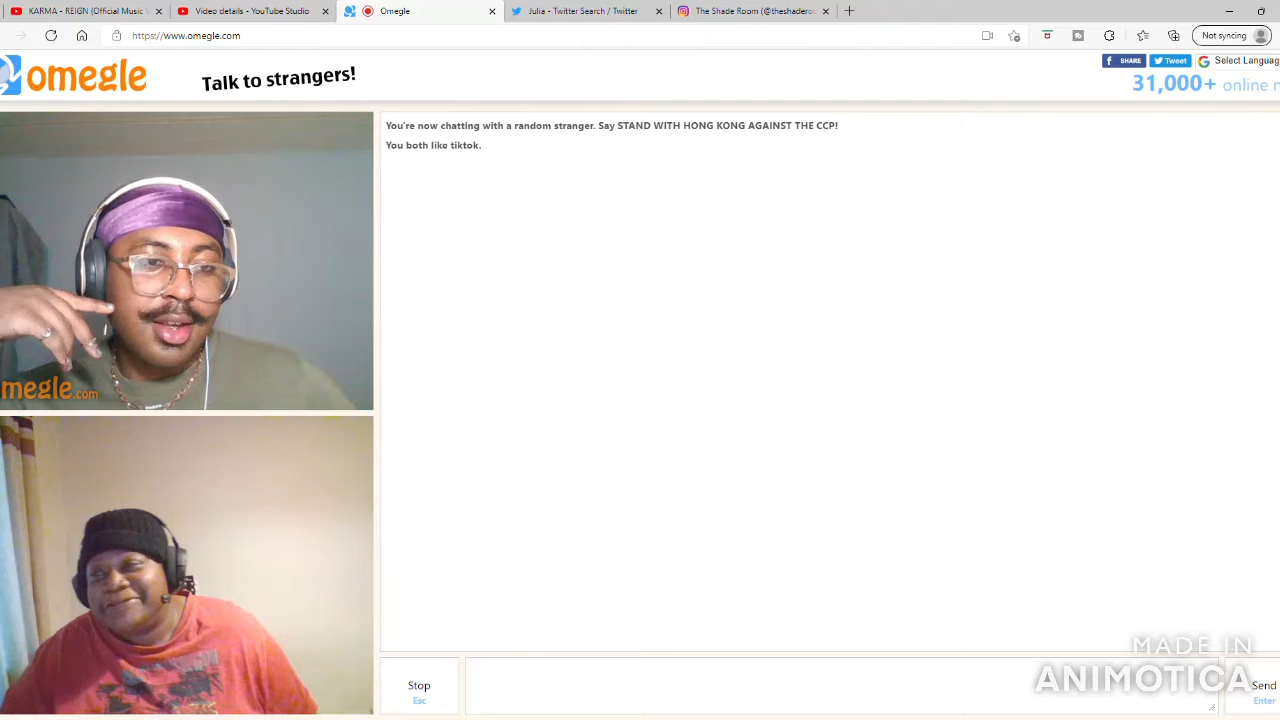 KARMA - REIGN (Official Music V
Video details - YouTube Studio
Omegle
Julia - Twitter Search / Twitter
The Shade Room (@theshadero
https://www.omegle.com
Not syncing
omegle
Talk to strangers!
SHARE
Tweet
Select Languag
31,000+ online n
You're now chatting with a random stranger. Say STAND WITH HONG KONG AGAINST THE CCP!
You both like tiktok.
megle.com
Stop
Esc
Send
Enter
MADE IN
ANIMOTICA